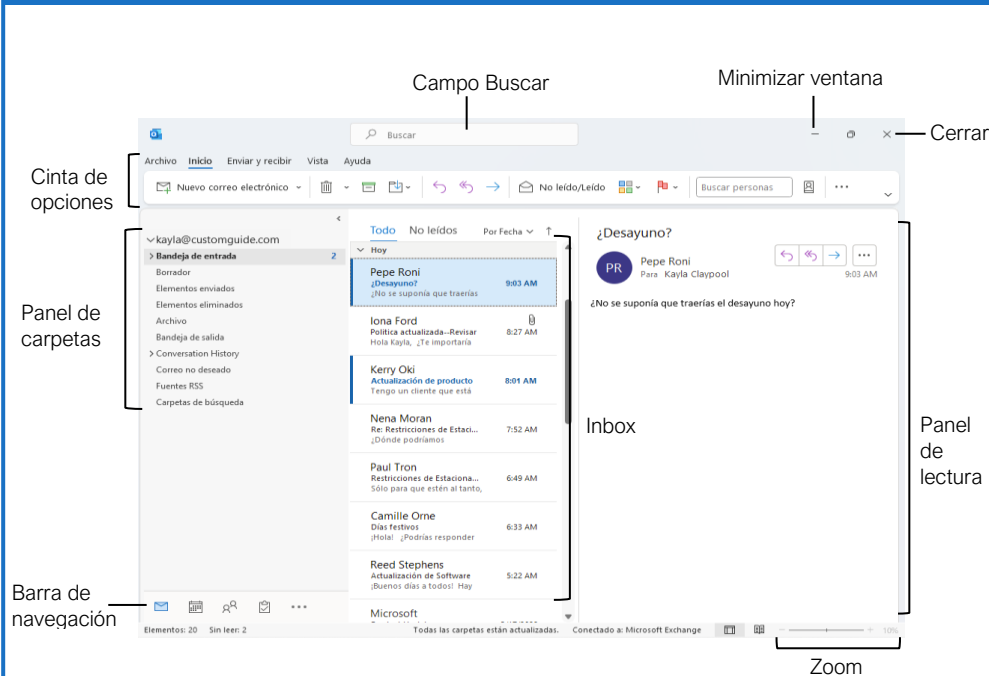 Campo Buscar
Minimizar ventana
Buscar
Cerrar
Archivo Inicio Enviar y recibir Vista Ayuda
Cinta de
opciones
Nuevo correo electrónico
No leído/Leído
Buscar personas
Panel de
carpetas
kayla@customguide.com
Bandeja de entrada 2
Borrador
Elementos enviados
Elementos eliminados
Archivo
Bandeja de salida
Conversation History
Correo no deseado
Fuentes RSS
Carpetas de búsqueda
Todo No leídos Por Fecha
Hoy
Pepe Roni
¿Desayuno? 9:03 AM
¿No se suponía que traerías
Iona Ford
Política actualizada--Revisar 8:27 AM
Hola Kayla, ¿Te importaría
Kerry Oki
Actualización de producto 8:01 AM
Tengo un cliente que está
Nena Moran
Re: Restricciones de Estaci... 7:52 AM
¿Dónde podríamos
Paul Tron
Restricciones de Estaciona... 6:49 AM
Sólo para que estén al tanto,
Camille Orne
Días festivos 6:33 AM
¡Hola! ¿Podrías responder
Reed Stephens
Actualización de Software 5:22 AM
¡Buenos días a todos! Hay
Microsoft
Inbox
¿Desayuno?
PR
Pepe Roni
Para Kayla Claypool
9:03 AM
¿No se suponía que traerías el desayuno hoy?
Panel
de
lectura
Barra de
navegación
Elementos: 20 Sin leer: 2 Todas las carpetas están actualizadas. Conectado a: Microsoft Exchange 10%
Zoom